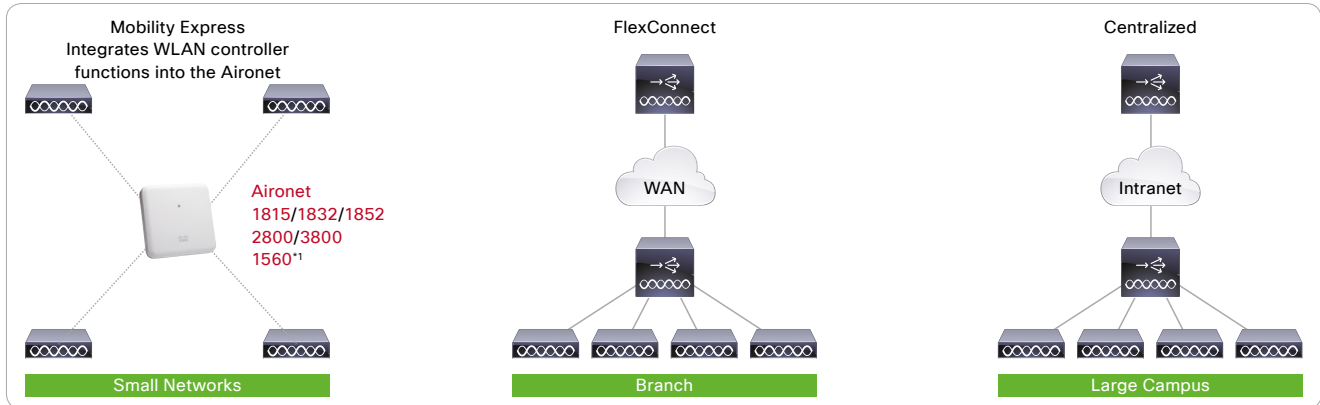 Mobility Express
Integrates WLAN controller
functions into the Aironet
Aironet
1815/1832/1852
2800/3800
1560*1
Small Networks
FlexConnect
WAN
Branch
Centralized
Intranet
Large Campus